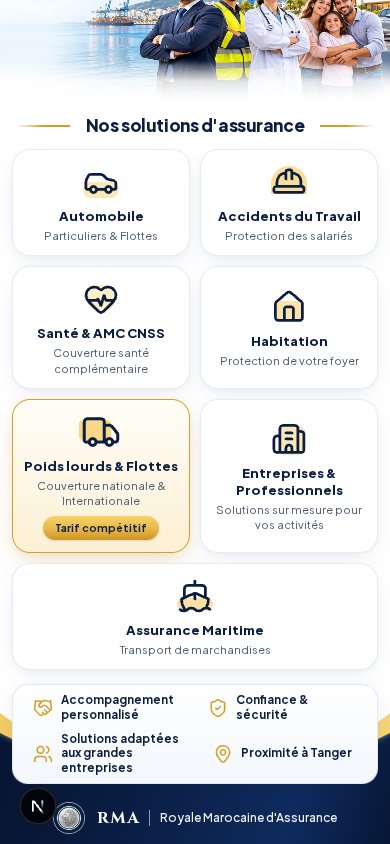 Nos solutions d'assurance
Automobile
Particuliers & Flottes
Accidents du Travail
Protection des salariés
Santé & AMC CNSS
Couverture santé
complémentaire
Habitation
Protection de votre foyer
Poids lourds & Flottes
Couverture nationale &
Internationale
Tarif compétitif
Entreprises &
Professionnels
Solutions sur mesure pour
vos activités
Assurance Maritime
Transport de marchandises
Accompagnement
personnalisé
Confiance &
sécurité
Solutions adaptées
aux grandes
entreprises
Proximité à Tanger
N
RMA
Royale Marocaine d'Assurance